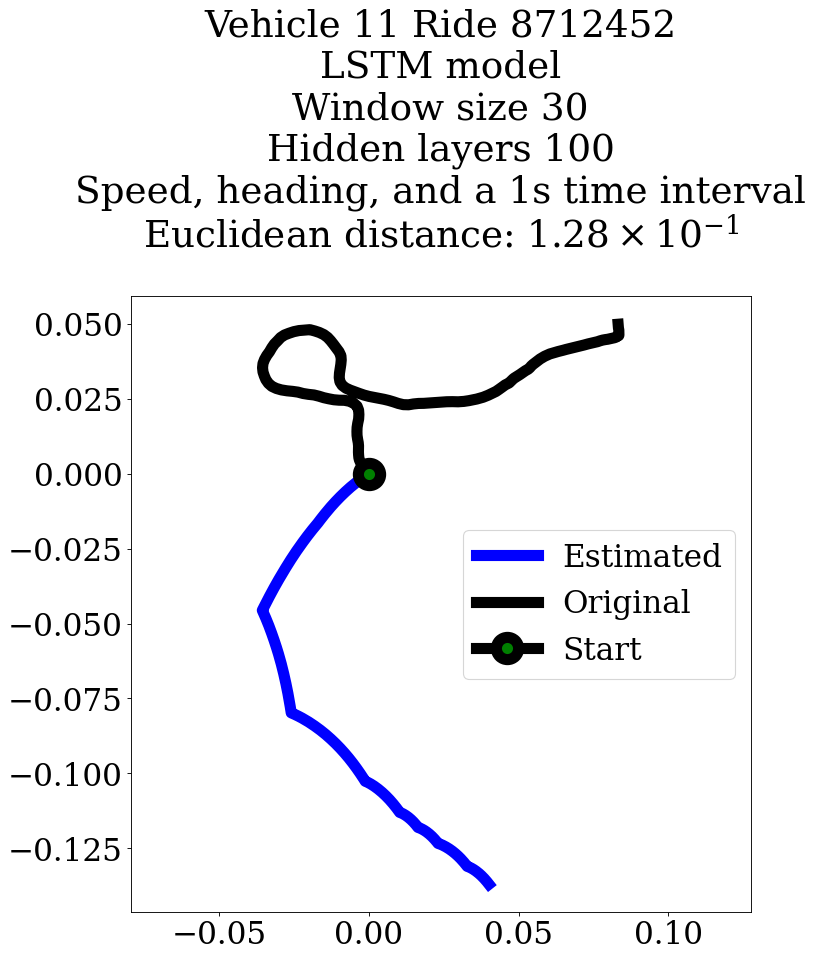 Vehicle 11 Ride 8712452
LSTM model
Window size 30
Hidden layers 100
Speed, heading, and a 1s time interval
Euclidean distance: 1.28 × 10⁻¹
0.050
0.025
0.000
−0.025
−0.050
−0.075
−0.100
−0.125
Estimated
Original
Start
−0.05 0.00 0.05 0.10